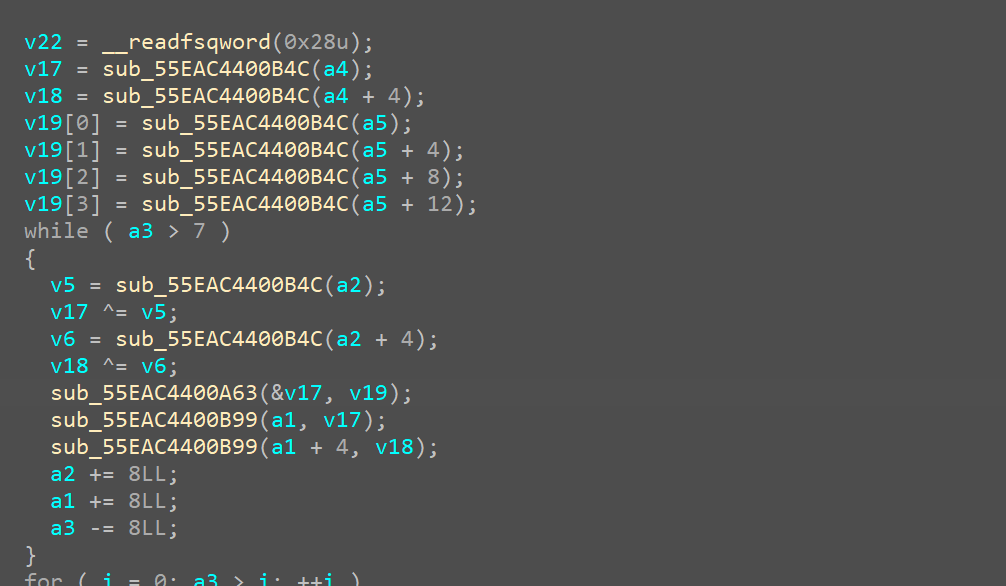 v22 = __readfsqword(0x28u);
v17 = sub_55EAC4400B4C(a4);
v18 = sub_55EAC4400B4C(a4 + 4);
v19[0] = sub_55EAC4400B4C(a5);
v19[1] = sub_55EAC4400B4C(a5 + 4);
v19[2] = sub_55EAC4400B4C(a5 + 8);
v19[3] = sub_55EAC4400B4C(a5 + 12);
while ( a3 > 7 )
{
v5 = sub_55EAC4400B4C(a2);
v17 ^= v5;
v6 = sub_55EAC4400B4C(a2 + 4);
v18 ^= v6;
sub_55EAC4400A63(&v17, v19);
sub_55EAC4400B99(a1, v17);
sub_55EAC4400B99(a1 + 4, v18);
a2 += 8LL;
a1 += 8LL;
a3 -= 8LL;
}
for ( i = 0; a3 > i; ++i )